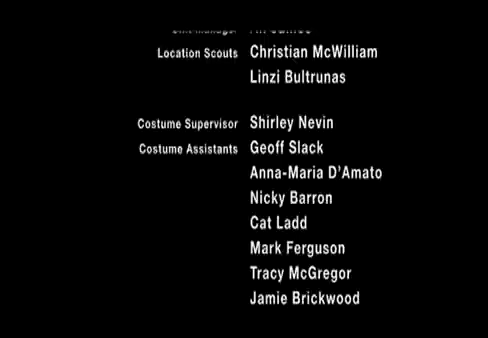 Location Scouts Christian McWilliam
Linzi Bultrunas
Costume Supervisor Shirley Nevin
Costume Assistants Geoff Slack
Anna-Maria D'Amato
Nicky Barron
Cat Ladd
Mark Ferguson
Tracy McGregor
Jamie Brickwood